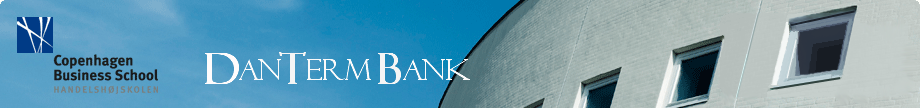 Copenhagen
Business School
HANDELSHØJSKOLEN
DANTERMBANK